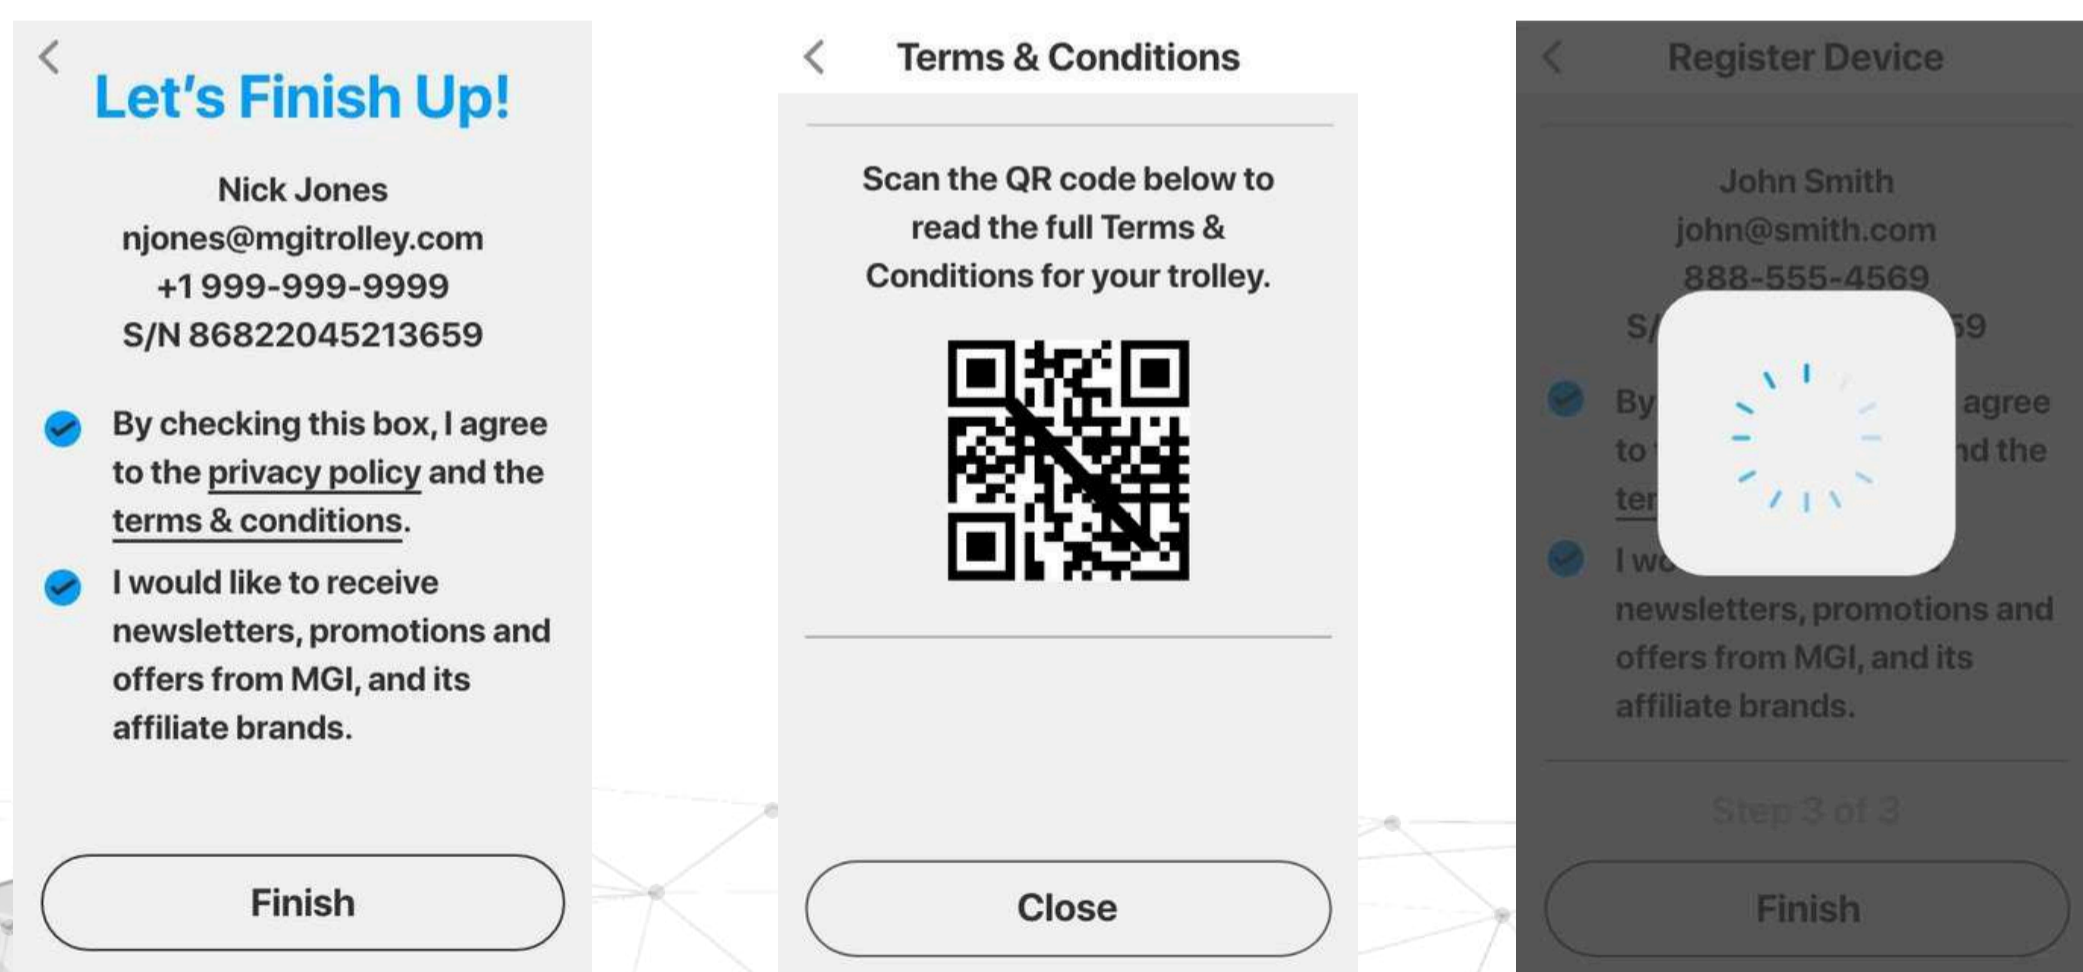 Let's Finish Up!
Nick Jones
njones@mgitrolley.com
+1 999-999-9999
S/N 86822045213659
By checking this box, I agree
to the privacy policy and the
terms & conditions.
I would like to receive
newsletters, promotions and
offers from MGI, and its
affiliate brands.
Finish
Terms & Conditions
Scan the QR code below to
read the full Terms &
Conditions for your trolley.
Close
Register Device
John Smith
john@smith.com
888-555-4569
By agree
to nd the
newsletters, promotions and
offers from MGI, and its
affiliate brands.
Step 3 of 3
Finish